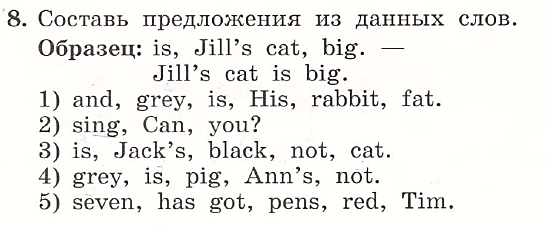 8. Составь предложения из данных слов.
Образец: is, Jill's cat, big. —
Jill's cat is big.
1) and, grey, is, His, rabbit, fat.
2) sing, Can, you?
3) is, Jack's, black, not, cat.
4) grey, is, pig, Ann's, not.
5) seven, has got, pens, red, Tim.